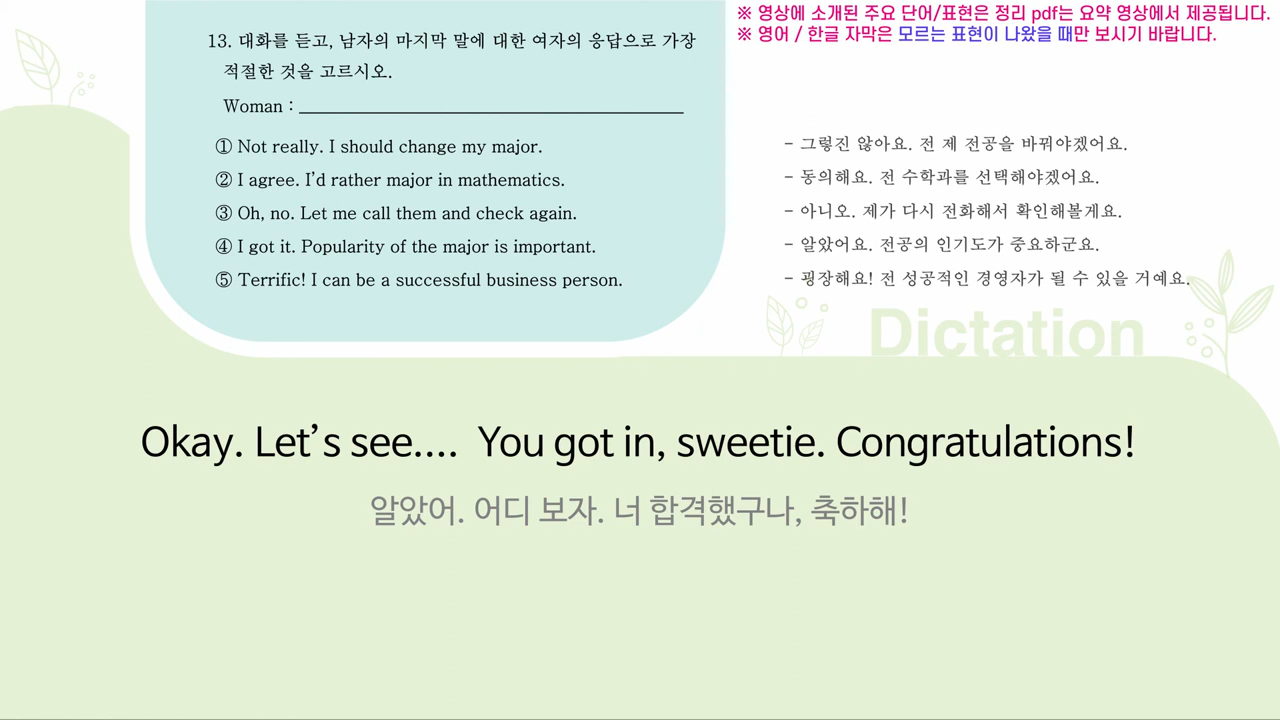 ※ 영상에 소개된 주요 단어/표현은 정리 pdf는 요약 영상에서 제공됩니다.
※ 영어 / 한글 자막은 모르는 표현이 나왔을 때만 보시기 바랍니다.
13. 대화를 듣고, 남자의 마지막 말에 대한 여자의 응답으로 가장
적절한 것을 고르시오.
Woman :
① Not really. I should change my major.
② I agree. I'd rather major in mathematics.
③ Oh, no. Let me call them and check again.
④ I got it. Popularity of the major is important.
⑤ Terrific! I can be a successful business person.
- 그렇진 않아요. 전 제 전공을 바꿔야겠어요.
- 동의해요. 전 수학과를 선택해야겠어요.
- 아니오. 제가 다시 전화해서 확인해볼게요.
- 알았어요. 전공의 인기도가 중요하군요.
- 굉장해요! 전 성공적인 경영자가 될 수 있을 거예요.
Dictation
Okay. Let's see.... You got in, sweetie. Congratulations!
알았어. 어디 보자. 너 합격했구나, 축하해!